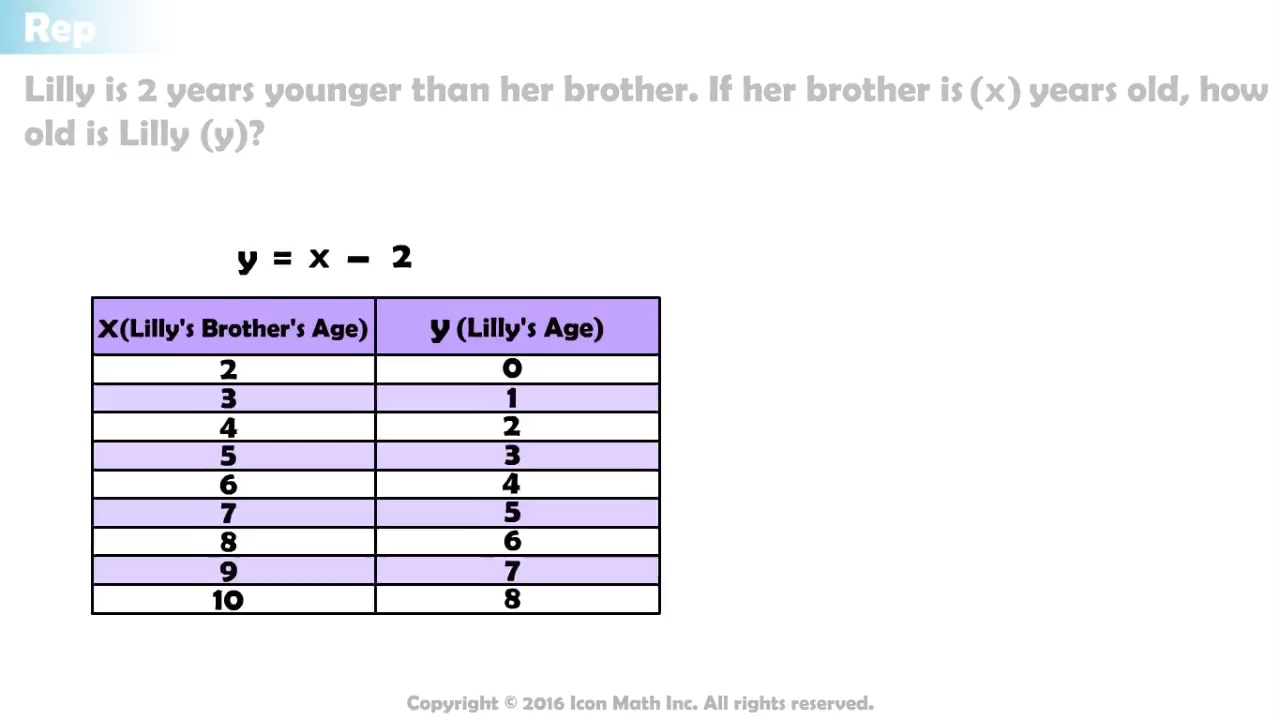 Rep
Lilly is 2 years younger than her brother. If her brother is (x) years old, how
old is Lilly (y)?
y = x – 2
x (Lilly's Brother's Age) y (Lilly's Age)
2 0
3 1
4 2
5 3
6 4
7 5
8 6
9 7
10 8
Copyright © 2016 Icon Math Inc. All rights reserved.